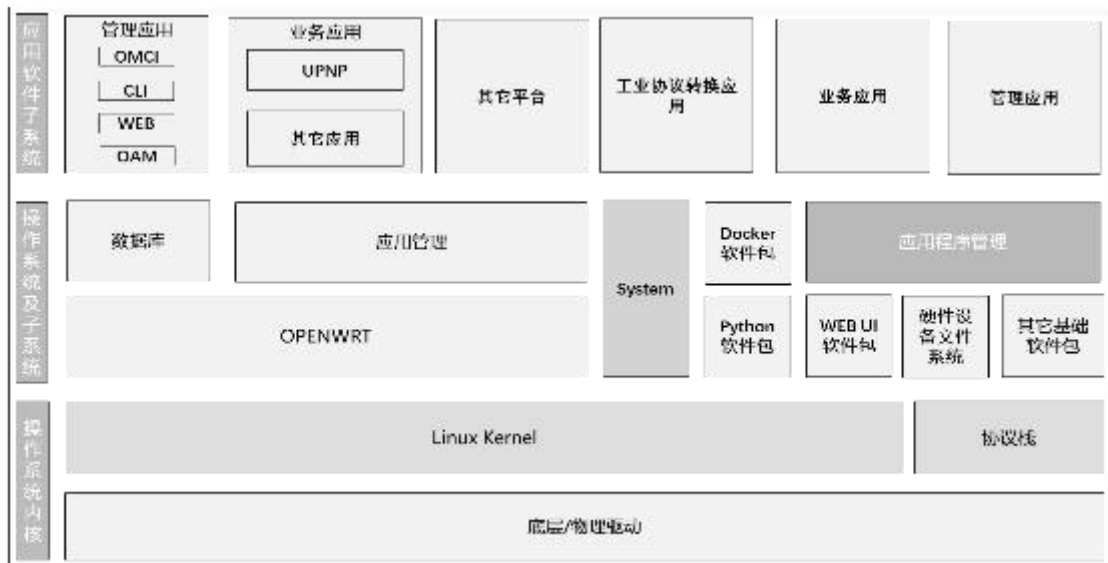 应用软件子系统
管理应用
OMCI
CLI
WEB
OAM
业务应用
UPNP
其它应用
其它平台
工业协议转换应
用
业务应用
管理应用
操作系统及子系统
数据库
应用管理
OPENWRT
System
Docker
软件包
应用程序管理
Python
软件包
WEB UI
软件包
硬件设
备文件
系统
其它基础
软件包
操作系统内核
Linux Kernel
协议栈
底层/物理驱动